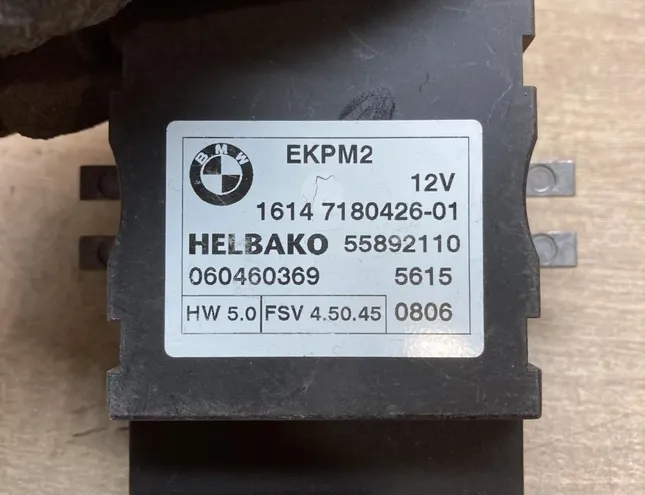 BMW
EKPM2
12V
1614 7180426-01
HELBAKO 55892110
060460369 5615
HW 5.0 FSV 4.50.45 0806